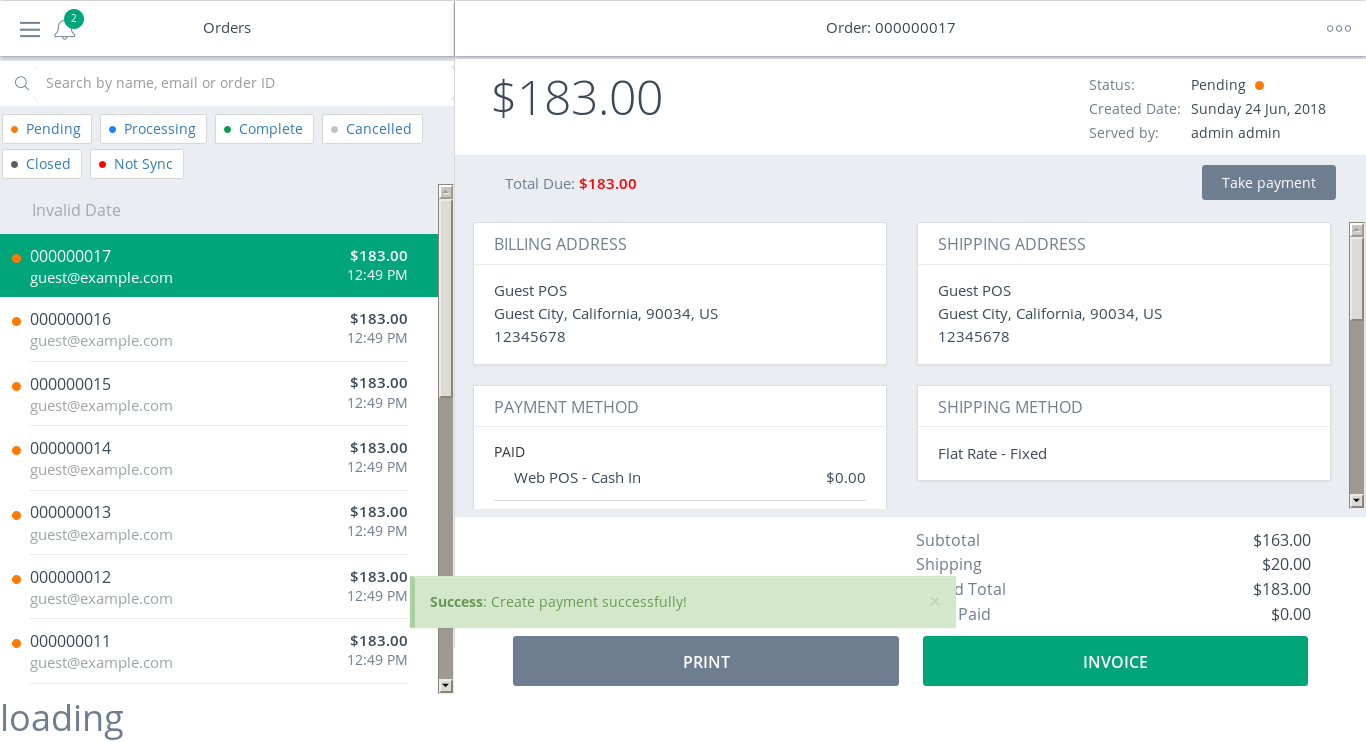 2
Orders
Order: 000000017
Search by name, email or order ID
Pending
Processing
Complete
Cancelled
Closed
Not Sync
Invalid Date
000000017 $183.00
guest@example.com 12:49 PM
000000016 $183.00
guest@example.com 12:49 PM
000000015 $183.00
guest@example.com 12:49 PM
000000014 $183.00
guest@example.com 12:49 PM
000000013 $183.00
guest@example.com 12:49 PM
000000012 $183.00
guest@example.com 12:49 PM
000000011 $183.00
guest@example.com 12:49 PM
loading
$183.00
Status: Pending
Created Date: Sunday 24 Jun, 2018
Served by: admin admin
Total Due: $183.00
Take payment
BILLING ADDRESS
Guest POS
Guest City, California, 90034, US
12345678
SHIPPING ADDRESS
Guest POS
Guest City, California, 90034, US
12345678
PAYMENT METHOD
PAID
Web POS - Cash In $0.00
SHIPPING METHOD
Flat Rate - Fixed
Subtotal $163.00
Shipping $20.00
d Total $183.00
Paid $0.00
Success: Create payment successfully! ×
PRINT
INVOICE